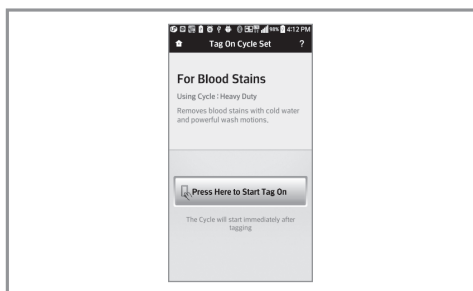 98% 4:12 PM
Tag On Cycle Set ?
For Blood Stains
Using Cycle : Heavy Duty
Removes blood stains with cold water
and powerful wash motions.
Press Here to Start Tag On
The Cycle will start immediately after
tagging